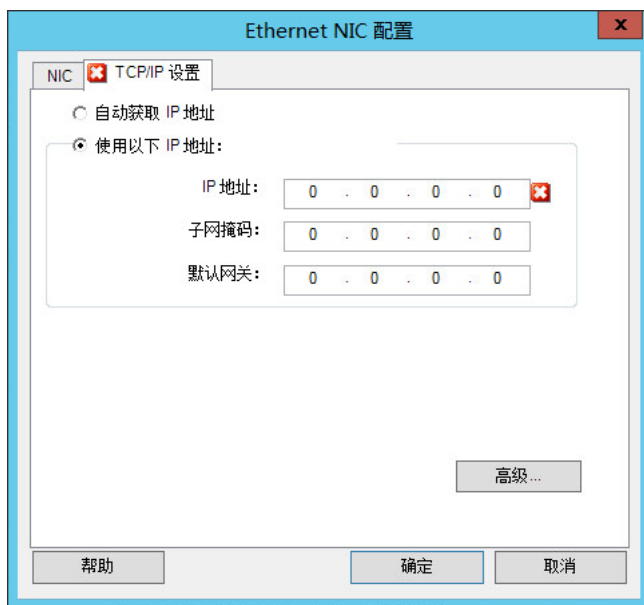 Ethernet NIC 配置
x
NIC
TCP/IP 设置
自动获取 IP 地址
使用以下 IP 地址:
IP 地址: 0 . 0 . 0 . 0
子网掩码: 0 . 0 . 0 . 0
默认网关: 0 . 0 . 0 . 0
高级...
帮助
确定
取消